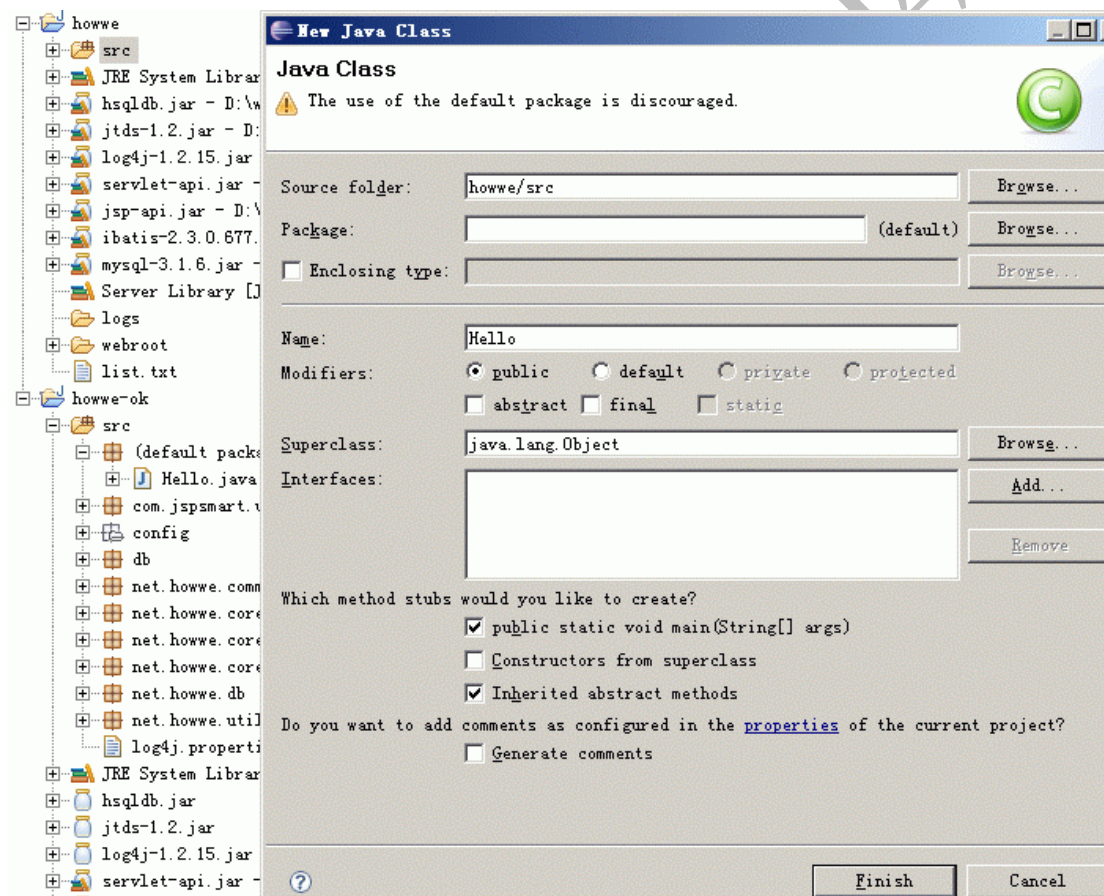 howwe
src
JRE System Librar
hsqldb.jar - D:\w
jtds-1.2.jar - D:
log4j-1.2.15.jar
servlet-api.jar -
jsp-api.jar - D:\
ibatis-2.3.0.677.
mysql-3.1.6.jar -
Server Library [J
logs
webroot
list.txt
howwe-ok
src
(default packa
Hello.java
com.jspsmart.u
config
db
net.howwe.comm
net.howwe.core
net.howwe.core
net.howwe.core
net.howwe.db
net.howwe.util
log4j.properti
JRE System Librar
hsqldb.jar
jtds-1.2.jar
log4j-1.2.15.jar
servlet-api.jar -
New Java Class
Java Class
The use of the default package is discouraged.
C
Source folder: howwe/src Browse...
Package: (default) Browse...
Enclosing type: Browse...
Name: Hello
Modifiers: public default private protected
abstract final static
Superclass: java.lang.Object Browse...
Interfaces: Add...
Remove
Which method stubs would you like to create?
public static void main(String[] args)
Constructors from superclass
Inherited abstract methods
Do you want to add comments as configured in the properties of the current project?
Generate comments
? Finish Cancel